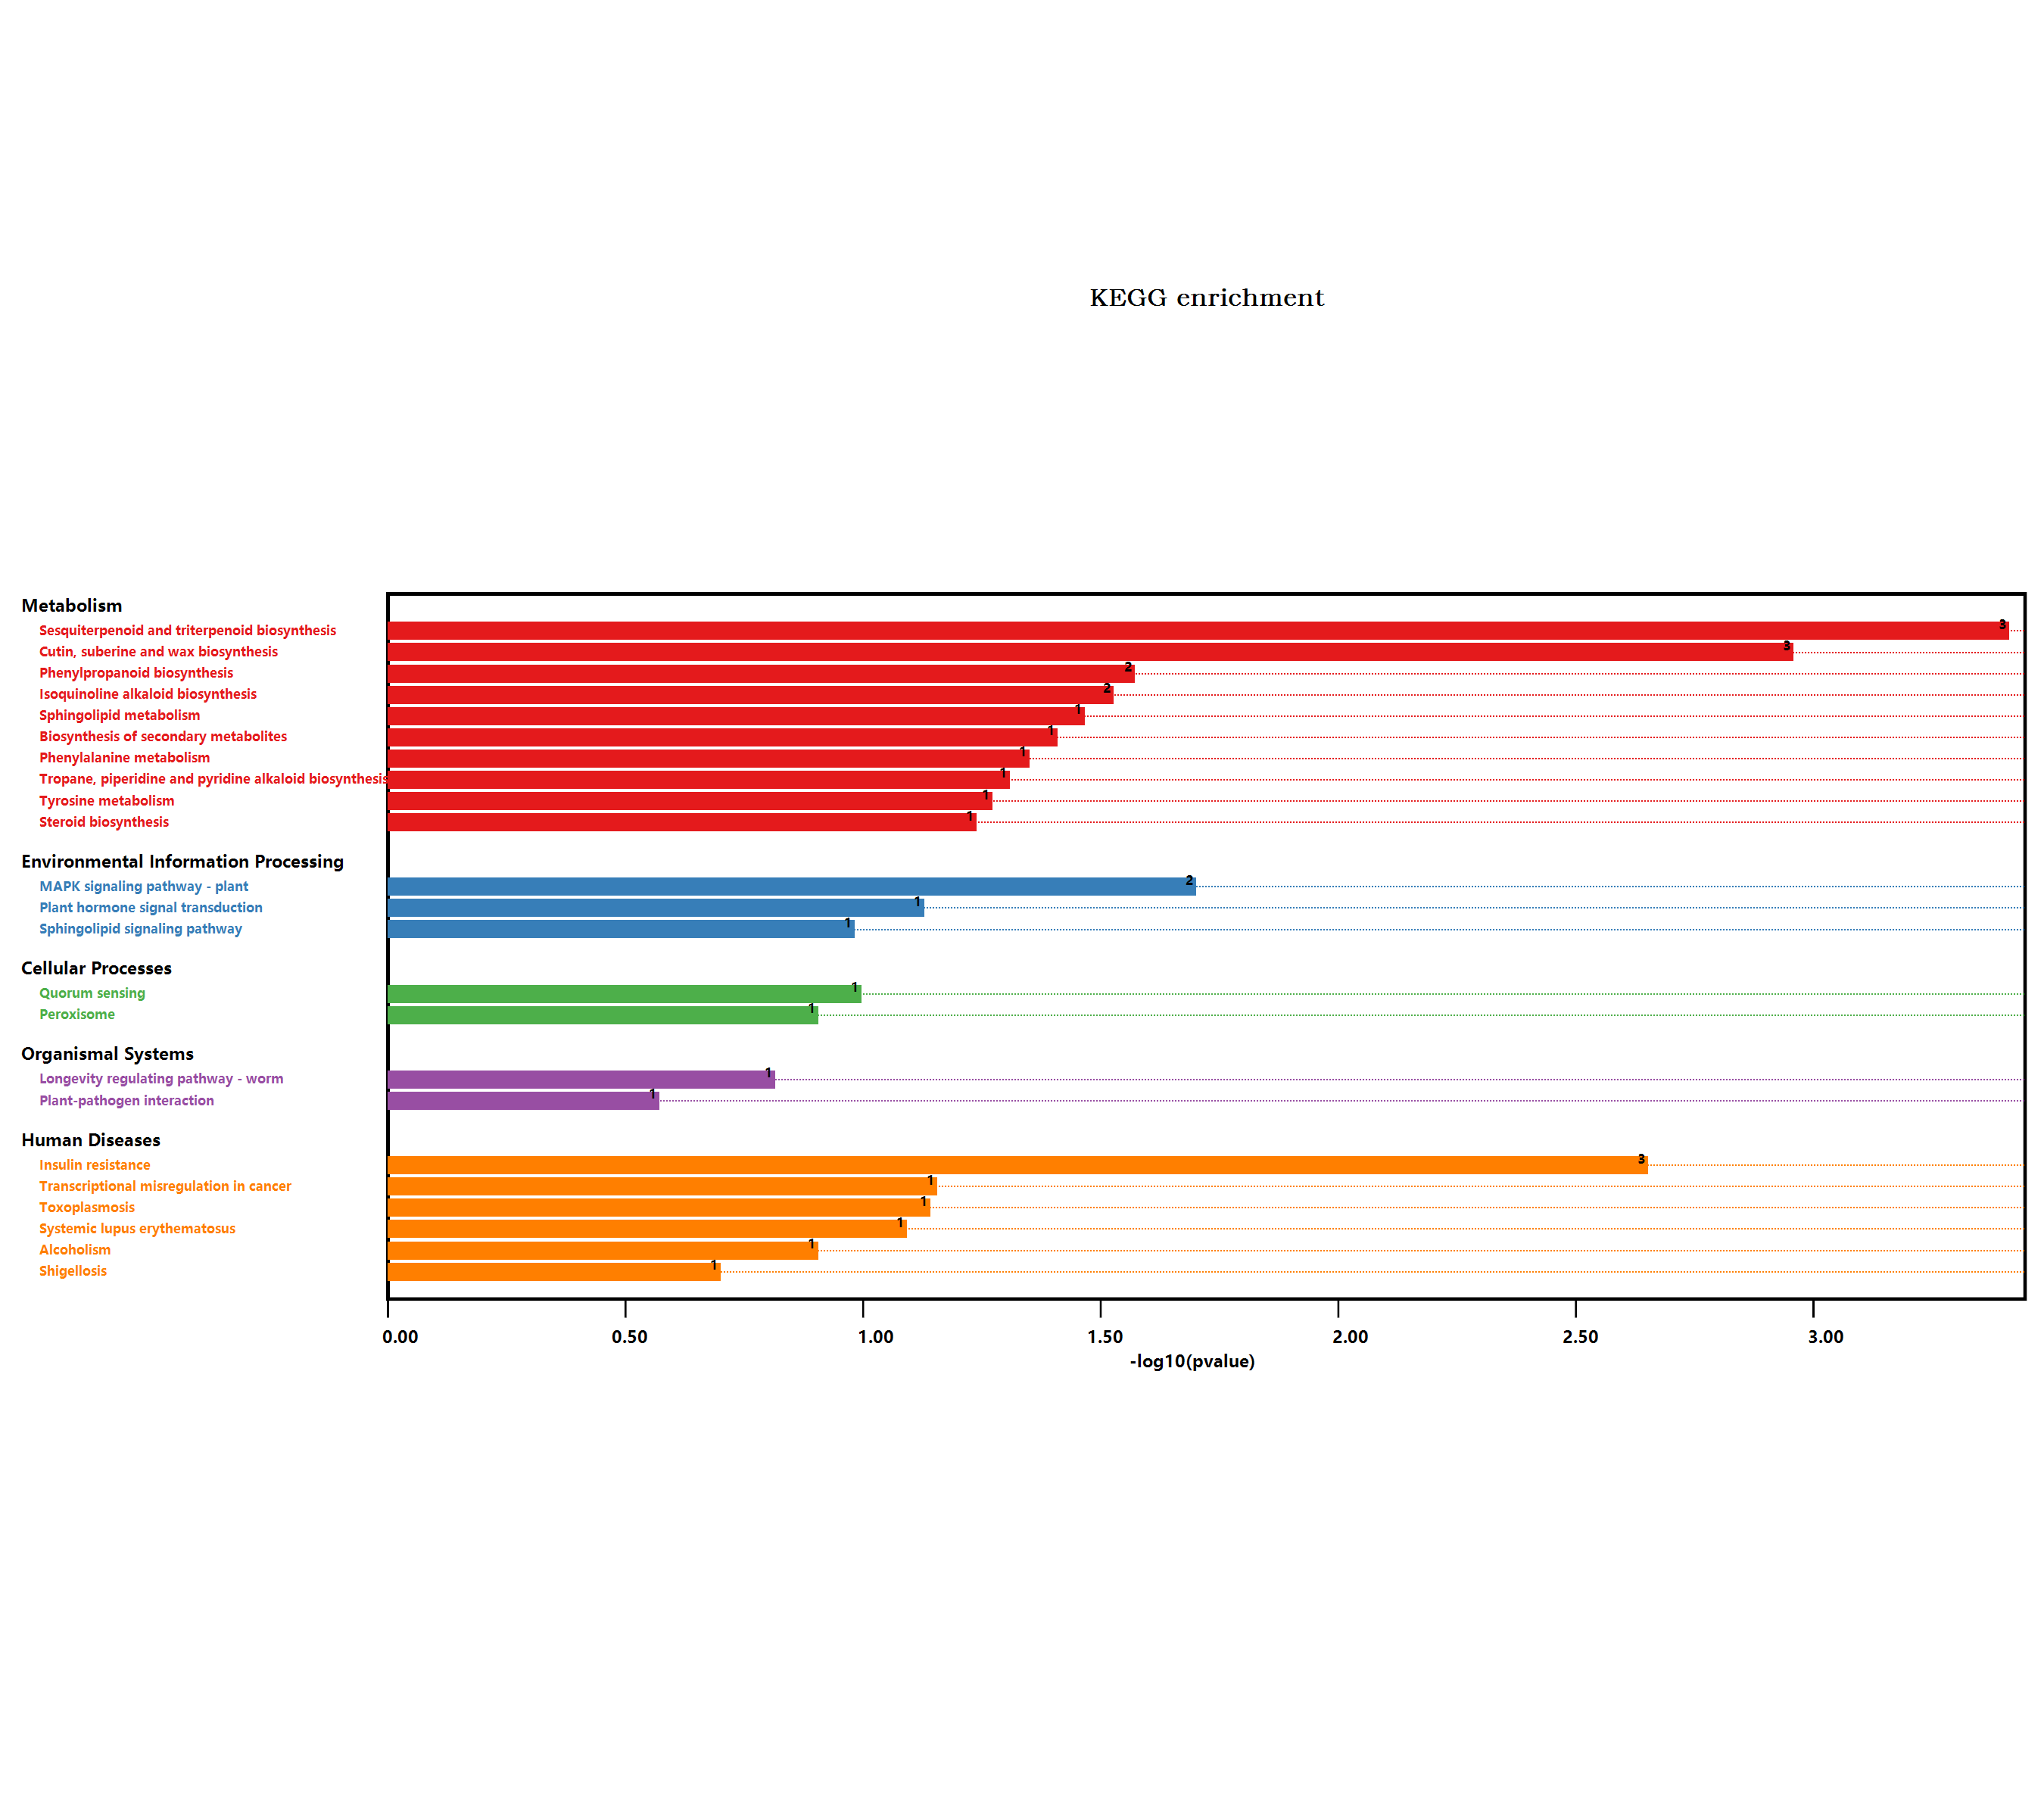 KEGG enrichment
Metabolism
Sesquiterpenoid and triterpenoid biosynthesis 3
Cutin, suberine and wax biosynthesis 3
Phenylpropanoid biosynthesis 2
Isoquinoline alkaloid biosynthesis 2
Sphingolipid metabolism 1
Biosynthesis of secondary metabolites 1
Phenylalanine metabolism 1
Tropane, piperidine and pyridine alkaloid biosynthesis 1
Tyrosine metabolism 1
Steroid biosynthesis 1
Environmental Information Processing
MAPK signaling pathway - plant 2
Plant hormone signal transduction 1
Sphingolipid signaling pathway 1
Cellular Processes
Quorum sensing 1
Peroxisome 1
Organismal Systems
Longevity regulating pathway - worm 1
Plant-pathogen interaction 1
Human Diseases
Insulin resistance 3
Transcriptional misregulation in cancer 1
Toxoplasmosis 1
Systemic lupus erythematosus 1
Alcoholism 1
Shigellosis 1
0.00 0.50 1.00 1.50 2.00 2.50 3.00
-log10(pvalue)